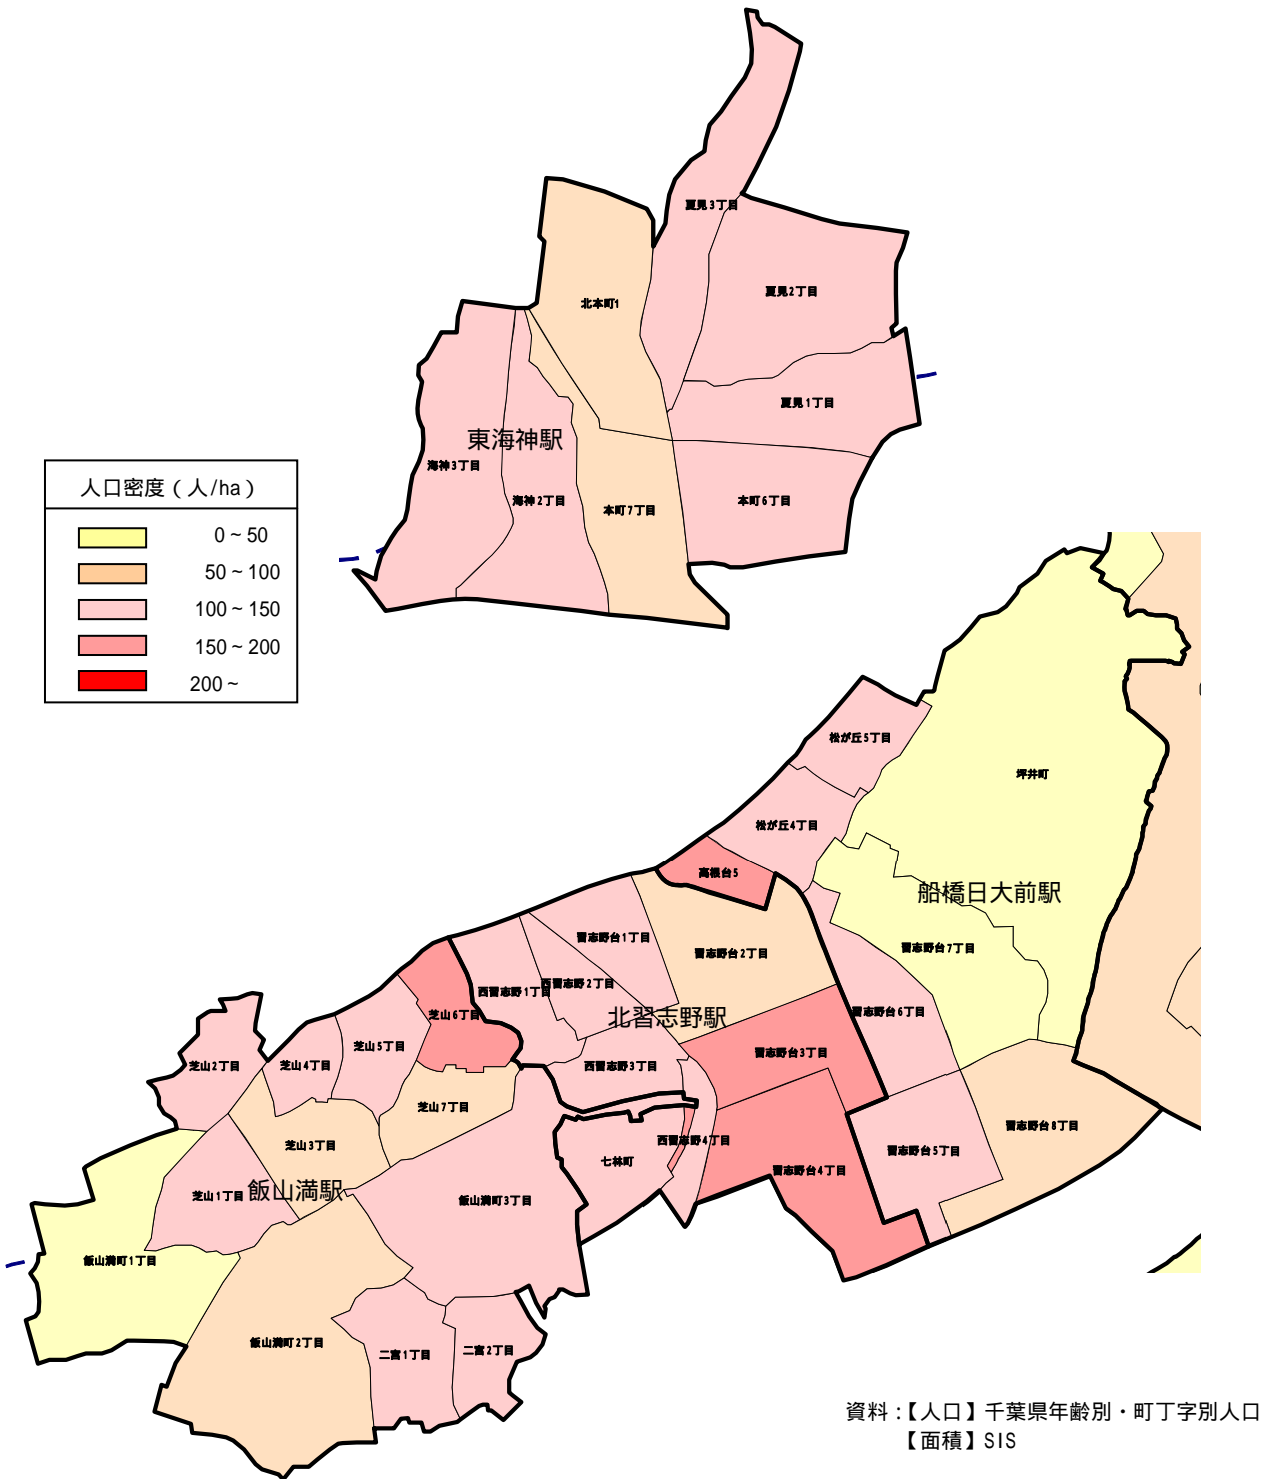 夏見3丁目
夏見2丁目
北本町1
夏見1丁目
東海神駅
海神3丁目
海神2丁目
本町7丁目
本町6丁目
人口密度（人/ha）
0～50
50～100
100～150
150～200
200～
松が丘5丁目
坪井町
松が丘4丁目
高根台5
船橋日大前駅
習志野台1丁目
習志野台2丁目
習志野台7丁目
西習志野1丁目
西習志野2丁目
芝山6丁目
北習志野駅
習志野台6丁目
芝山5丁目
芝山2丁目
芝山4丁目
西習志野3丁目
習志野台3丁目
芝山7丁目
芝山3丁目
西習志野4丁目
習志野台8丁目
七林町
習志野台5丁目
習志野台4丁目
芝山1丁目
飯山満駅
飯山満町3丁目
飯山満町1丁目
飯山満町2丁目
二宮1丁目
二宮2丁目
資料：【人口】千葉県年齢別・町丁字別人口
【面積】SIS